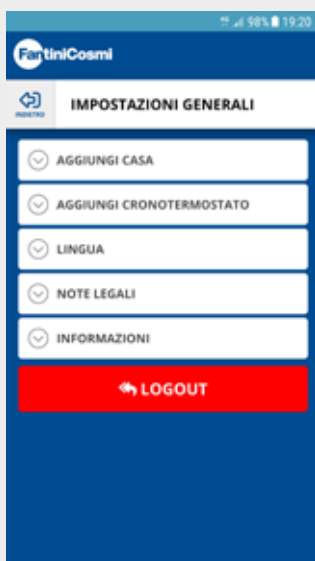 98% 19:20
FantiniCosmi
INDIETRO
IMPOSTAZIONI GENERALI
AGGIUNGI CASA
AGGIUNGI CRONOTERMOSTATO
LINGUA
NOTE LEGALI
INFORMAZIONI
LOGOUT